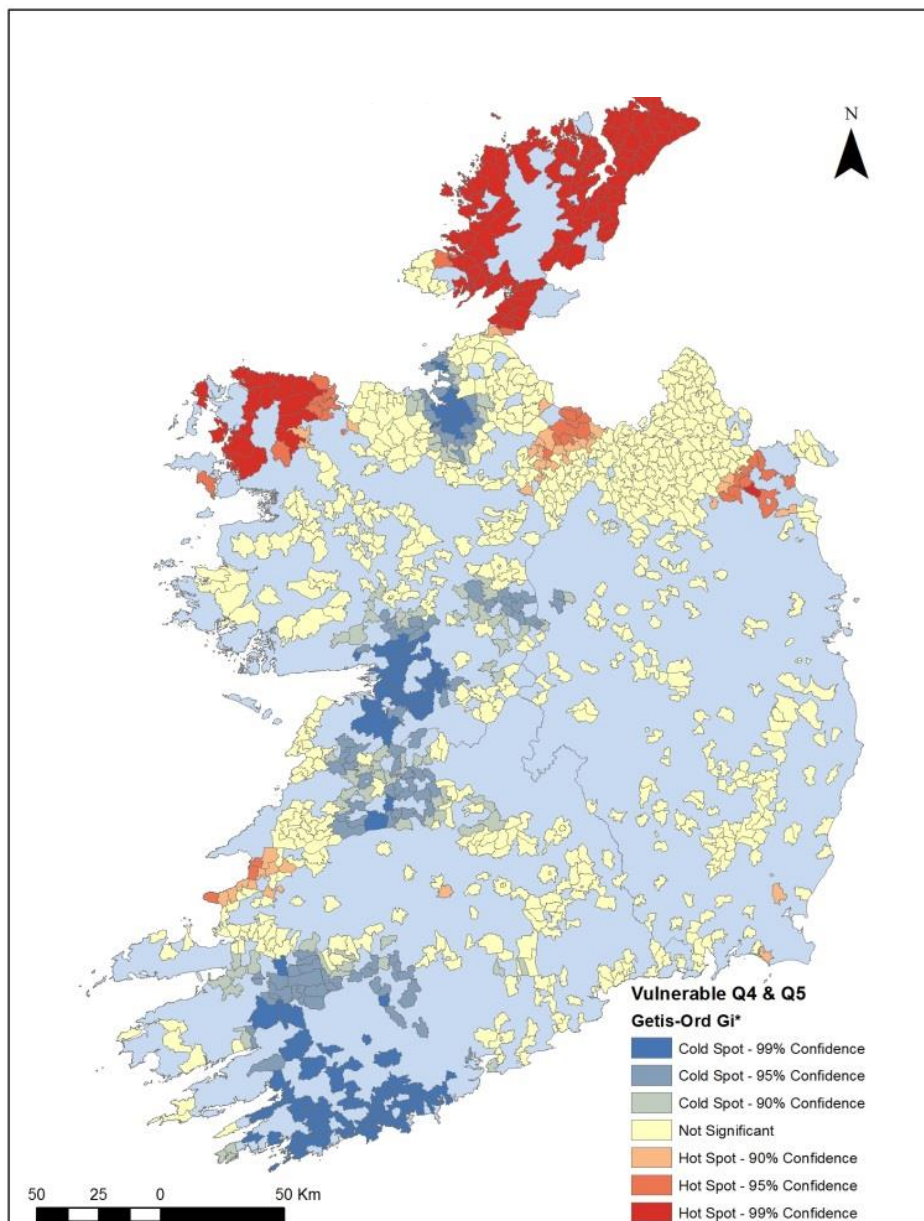 N
Vulnerable Q4 & Q5
Getis-Ord Gi*
Cold Spot - 99% Confidence
Cold Spot - 95% Confidence
Cold Spot - 90% Confidence
Not Significant
Hot Spot - 90% Confidence
Hot Spot - 95% Confidence
Hot Spot - 99% Confidence
50 25 0 50 Km